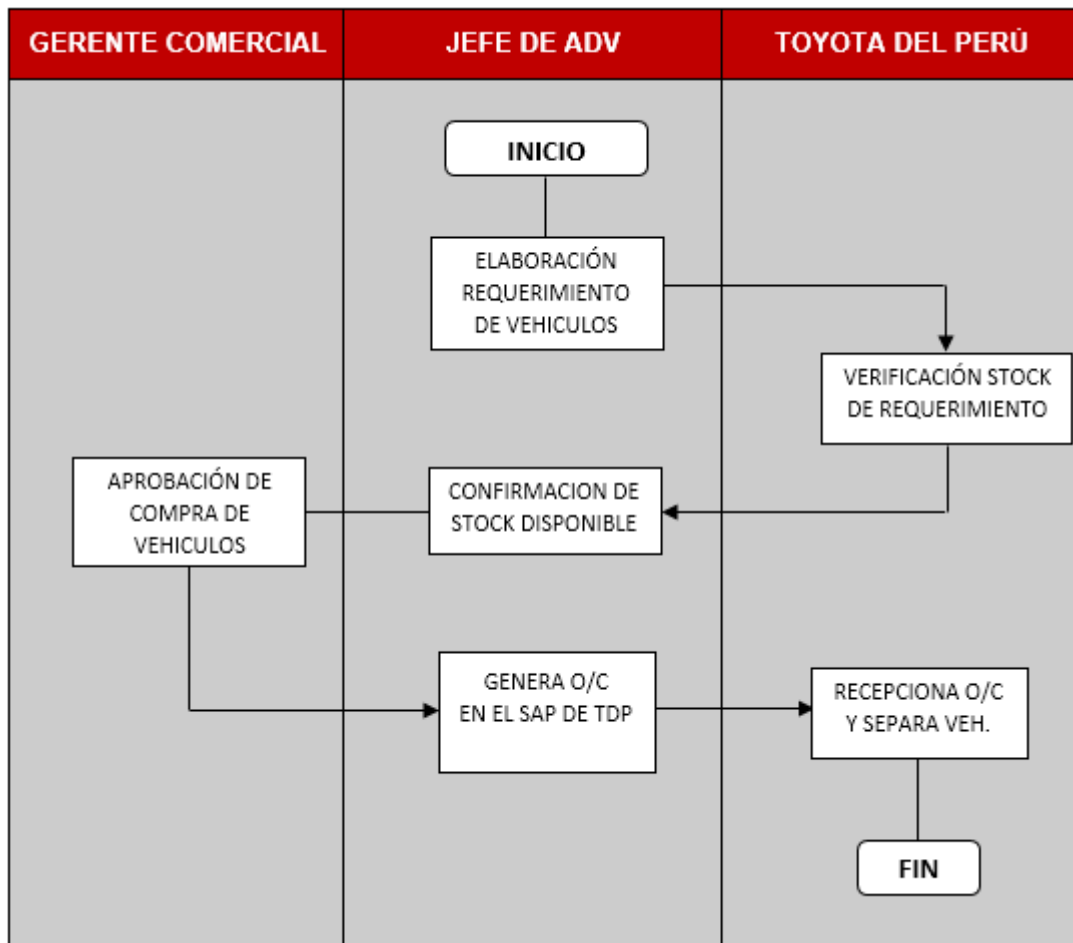 GERENTE COMERCIAL
JEFE DE ADV
TOYOTA DEL PERÙ
INICIO
ELABORACIÓN
REQUERIMIENTO
DE VEHICULOS
VERIFICACIÓN STOCK
DE REQUERIMIENTO
CONFIRMACION DE
STOCK DISPONIBLE
APROBACIÓN DE
COMPRA DE
VEHICULOS
GENERA O/C
EN EL SAP DE TDP
RECEPCIONA O/C
Y SEPARA VEH.
FIN